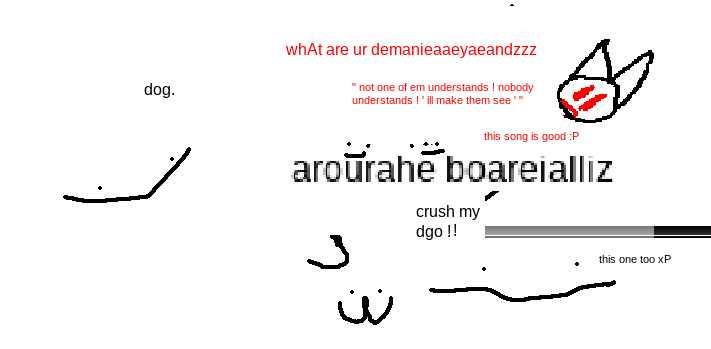 whAt are ur demanieaaeyaeandzzz
dog.
" not one of em understands ! nobody
understands ! ' ill make them see ' "
this song is good :P
arourahe boareialliz
crush my
dgo !!
this one too xP